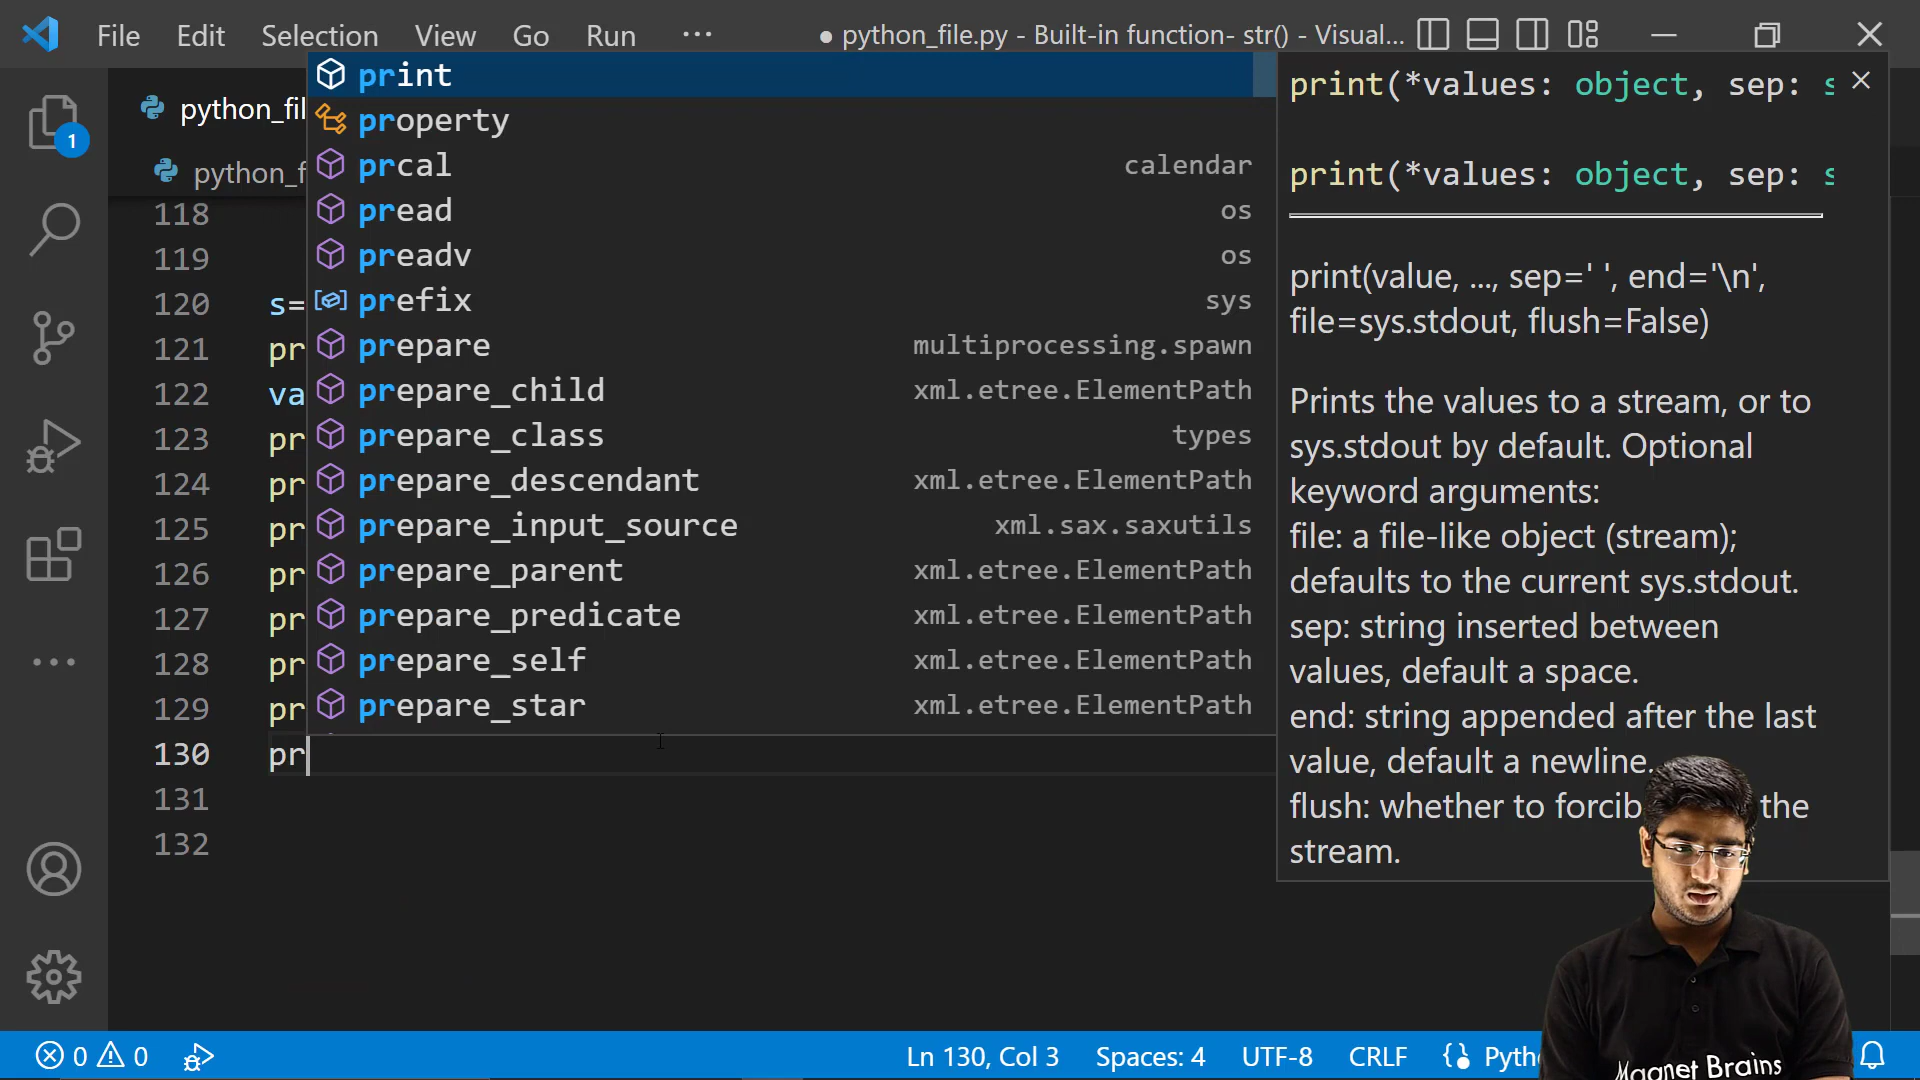 File Edit Selection View Go Run ··· ● python_file.py - Built-in function- str() - Visual...
1
python_fil
python_f
118
119
120 s=
121 pr
122 va
123 pr
124 pr
125 pr
126 pr
127 pr
128 pr
129 pr
130 pr
131
132
print
property
prcal calendar
pread os
preadv os
prefix sys
prepare multiprocessing.spawn
prepare_child xml.etree.ElementPath
prepare_class types
prepare_descendant xml.etree.ElementPath
prepare_input_source xml.sax.saxutils
prepare_parent xml.etree.ElementPath
prepare_predicate xml.etree.ElementPath
prepare_self xml.etree.ElementPath
prepare_star xml.etree.ElementPath
print(*values: object, sep: s
print(*values: object, sep: s
print(value, ..., sep=' ', end='\n',
file=sys.stdout, flush=False)
Prints the values to a stream, or to
sys.stdout by default. Optional
keyword arguments:
file: a file-like object (stream);
defaults to the current sys.stdout.
sep: string inserted between
values, default a space.
end: string appended after the last
value, default a newline.
flush: whether to forcib the
stream.
0 0 Ln 130, Col 3 Spaces: 4 UTF-8 CRLF Pytho
Magnet Brains